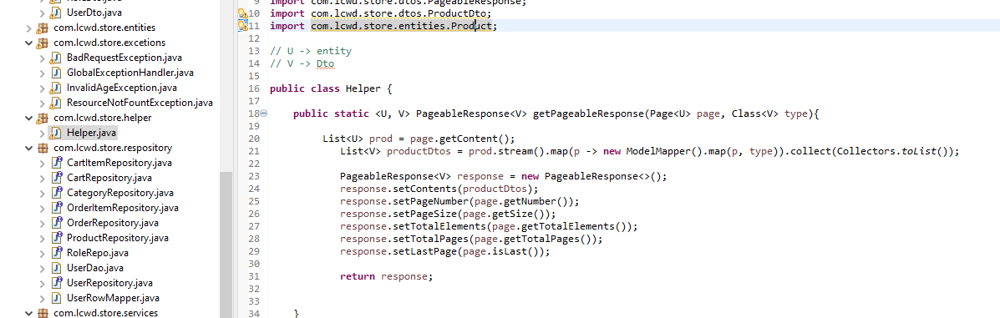 UserDto.java
com.lcwd.store.entities
com.lcwd.store.excetions
BadRequestException.java
GlobalExceptionHandler.java
InvalidAgeException.java
ResourceNotFountException.java
com.lcwd.store.helper
Helper.java
com.lcwd.store.respository
CartItemRepository.java
CartRepository.java
CategoryRepository.java
OrderItemRepository.java
OrderRepository.java
ProductRepository.java
RoleRepo.java
UserDao.java
UserRepository.java
UserRowMapper.java
com.lcwd.store.services
9 import com.lcwd.store.dtos.PageableResponse;
10 import com.lcwd.store.dtos.ProductDto;
11 import com.lcwd.store.entities.Product;
12
13 // U -> entity
14 // V -> Dto
15
16 public class Helper {
17
18 public static <U, V> PageableResponse<V> getPageableResponse(Page<U> page, Class<V> type){
19
20 List<U> prod = page.getContent();
21 List<V> productDtos = prod.stream().map(p -> new ModelMapper().map(p, type)).collect(Collectors.toList());
22
23 PageableResponse<V> response = new PageableResponse<>();
24 response.setContents(productDtos);
25 response.setPageNumber(page.getNumber());
26 response.setPageSize(page.getSize());
27 response.setTotalElements(page.getTotalElements());
28 response.setTotalPages(page.getTotalPages());
29 response.setLastPage(page.isLast());
30
31 return response;
32
33
34 }